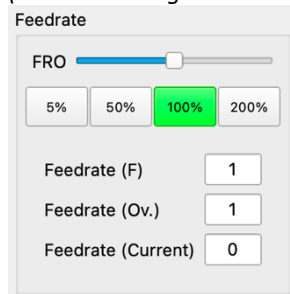 Feedrate
FRO
5% 50% 100% 200%
Feedrate (F) 1
Feedrate (Ov.) 1
Feedrate (Current) 0